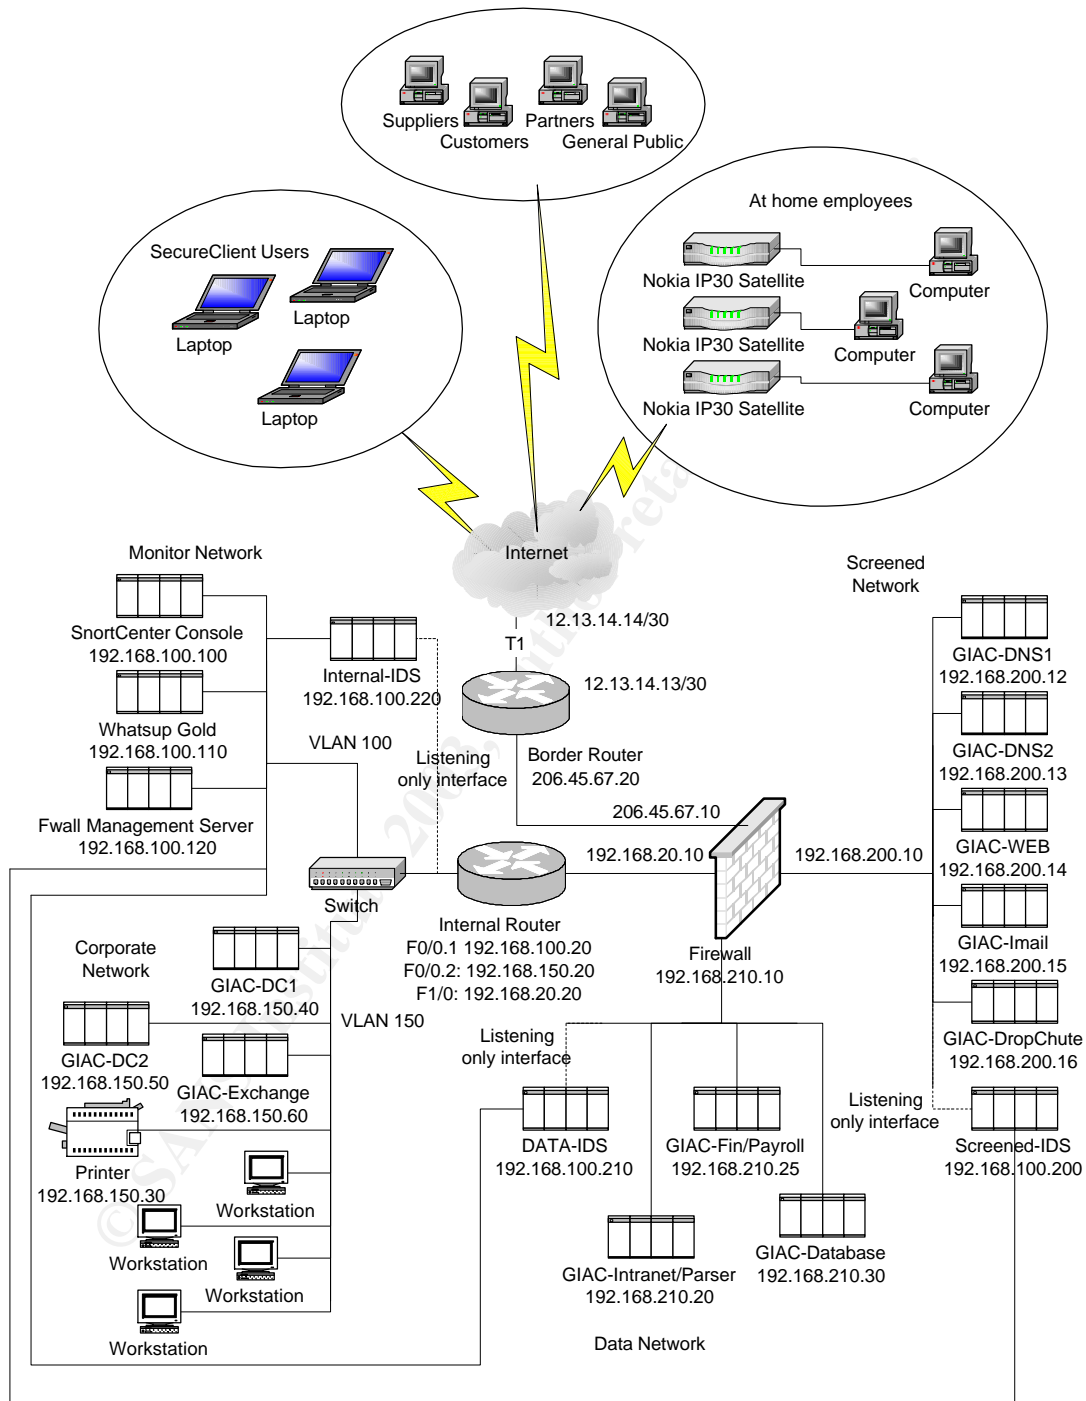 Suppliers
Customers
Partners
General Public
At home employees
Nokia IP30 Satellite
Computer
Nokia IP30 Satellite
Computer
Nokia IP30 Satellite
Computer
SecureClient Users
Laptop
Laptop
Laptop
Internet
12.13.14.14/30
T1
12.13.14.13/30
Border Router
206.45.67.20
206.45.67.10
Monitor Network
SnortCenter Console
192.168.100.100
Whatsup Gold
192.168.100.110
Fwall Management Server
192.168.100.120
Internal-IDS
192.168.100.220
VLAN 100
Listening
only interface
Switch
Internal Router
F0/0.1 192.168.100.20
F0/0.2: 192.168.150.20
F1/0: 192.168.20.20
192.168.20.10
192.168.200.10
Firewall
192.168.210.10
Screened
Network
GIAC-DNS1
192.168.200.12
GIAC-DNS2
192.168.200.13
GIAC-WEB
192.168.200.14
GIAC-Imail
192.168.200.15
GIAC-DropChute
192.168.200.16
Listening
only interface
Screened-IDS
192.168.100.200
Corporate
Network
GIAC-DC1
192.168.150.40
VLAN 150
GIAC-DC2
192.168.150.50
GIAC-Exchange
192.168.150.60
Printer
192.168.150.30
Workstation
Workstation
Workstation
Workstation
Listening
only interface
DATA-IDS
192.168.100.210
GIAC-Fin/Payroll
192.168.210.25
GIAC-Intranet/Parser
192.168.210.20
GIAC-Database
192.168.210.30
Data Network
© SANS Institute 2003,